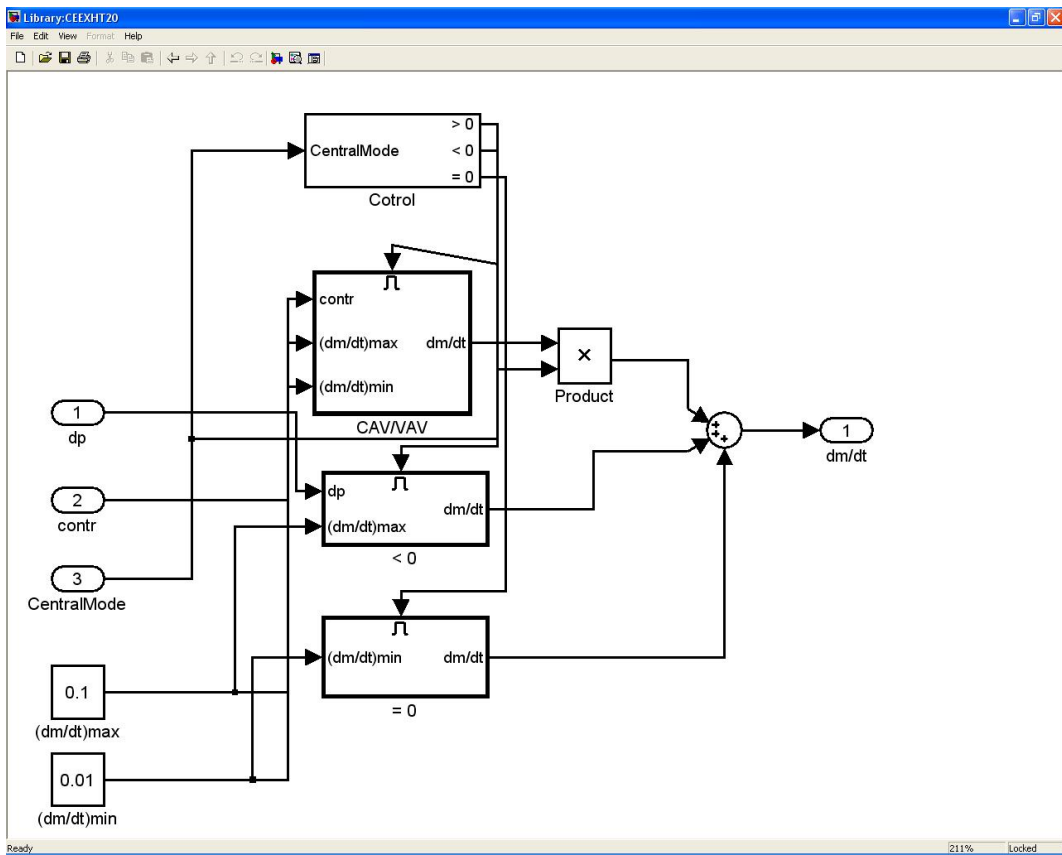 Library:CEEXHT20
File Edit View Format Help
> 0
CentralMode < 0
= 0
Cotrol
contr
(dm/dt)max dm/dt
(dm/dt)min
×
Product
CAV/VAV
1
dp
+
+
+
1
dm/dt
dp
dm/dt
(dm/dt)max
< 0
2
contr
3
CentralMode
(dm/dt)min dm/dt
= 0
0.1
(dm/dt)max
0.01
(dm/dt)min
Ready 211% Locked